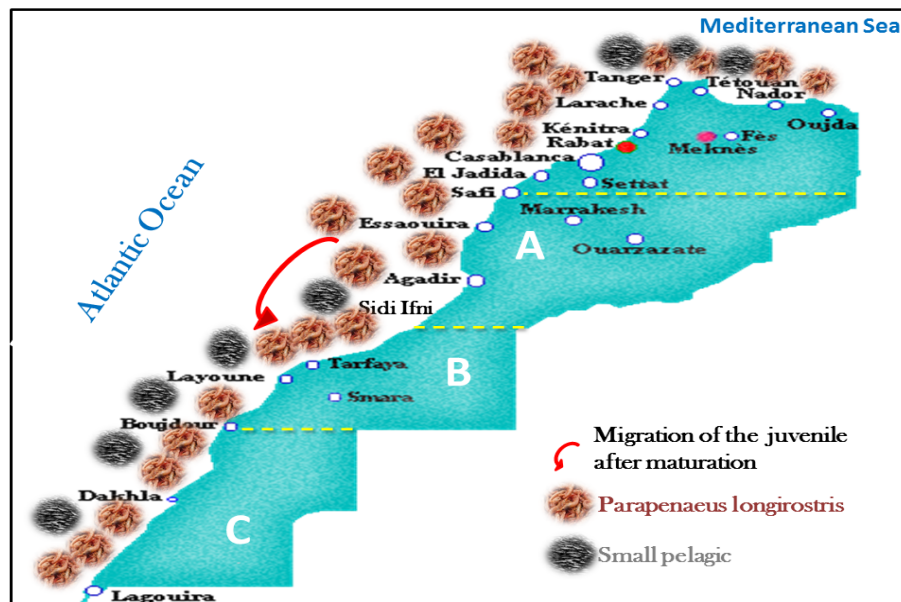 Mediterranean Sea
Tanger
Tétouan
Nador
Larache
Oujda
Kénitra
Fès
Rabat
Meknès
Casablanca
El Jadida
Settat
Safi
Marrakesh
Essaouira
A
Ouarzazate
Atlantic Ocean
Agadir
Sidi Ifni
Tarfaya
B
Layoune
Smara
Boujdour
Migration of the juvenile
after maturation
Dakhla
Parapenaeus longirostris
C
Small pelagic
Lagouira